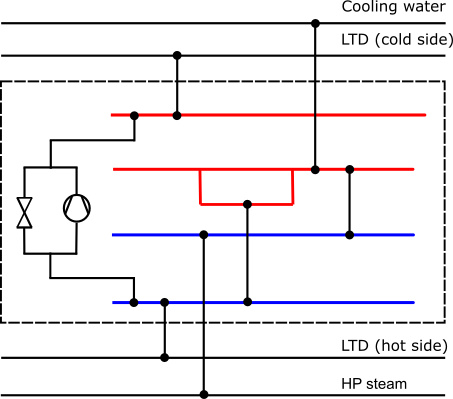 Cooling water
LTD (cold side)
LTD (hot side)
HP steam